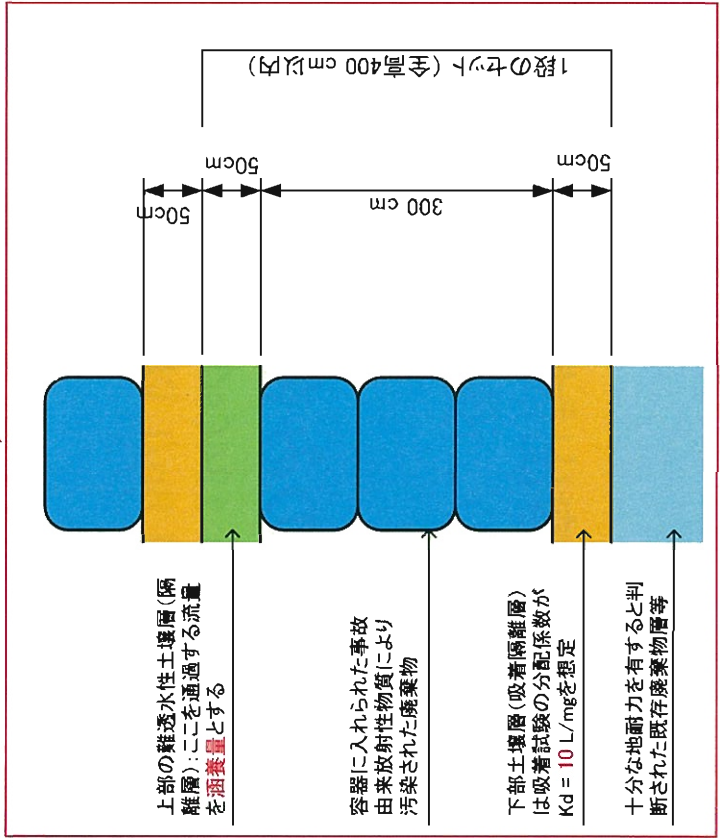 1段のセット（全高400 cm以内）
50cm
50cm
300 cm
50cm
上部の難透水性土壌層（隔
離層）：ここを通過する流量
を涵養量とする
容器に入れられた事故
由来放射性物質により
汚染された廃棄物
下部土壌層（吸着隔離層）
は吸着試験の分配係数が
Kd = 10 L/mgを想定
十分な地耐力を有すると判
断された既存廃棄物層等